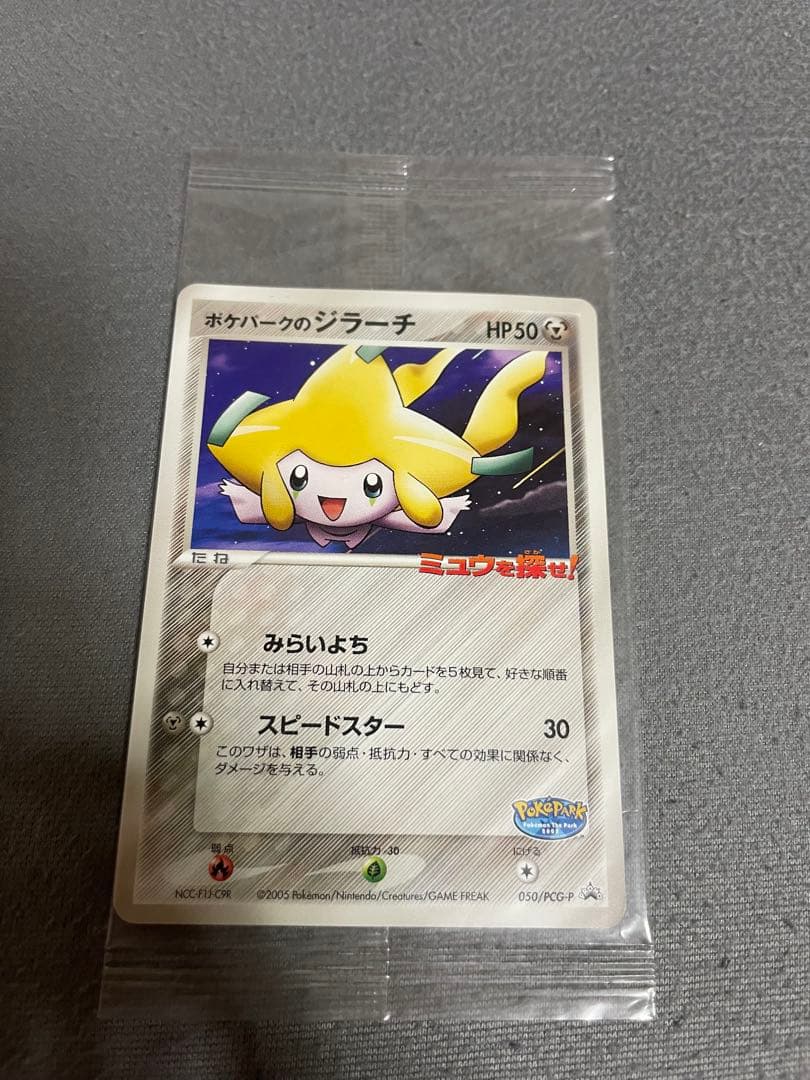 ポケパークのジラーチ HP50
たね
ミュウを探せ!
みらいよち
自分または相手の山札の上からカードを5枚見て、好きな順番
に入れ替えて、その山札の上にもどす。
スピードスター 30
このワザは、相手の弱点・抵抗力・すべての効果に関係なく、
ダメージを与える。
POKÉPARK
Pokémon The Park
2005
弱点 抵抗力 -30 にげる
NCC-F1J-C9R ©2005 Pokémon/Nintendo/Creatures/GAME FREAK 050/PCG-P